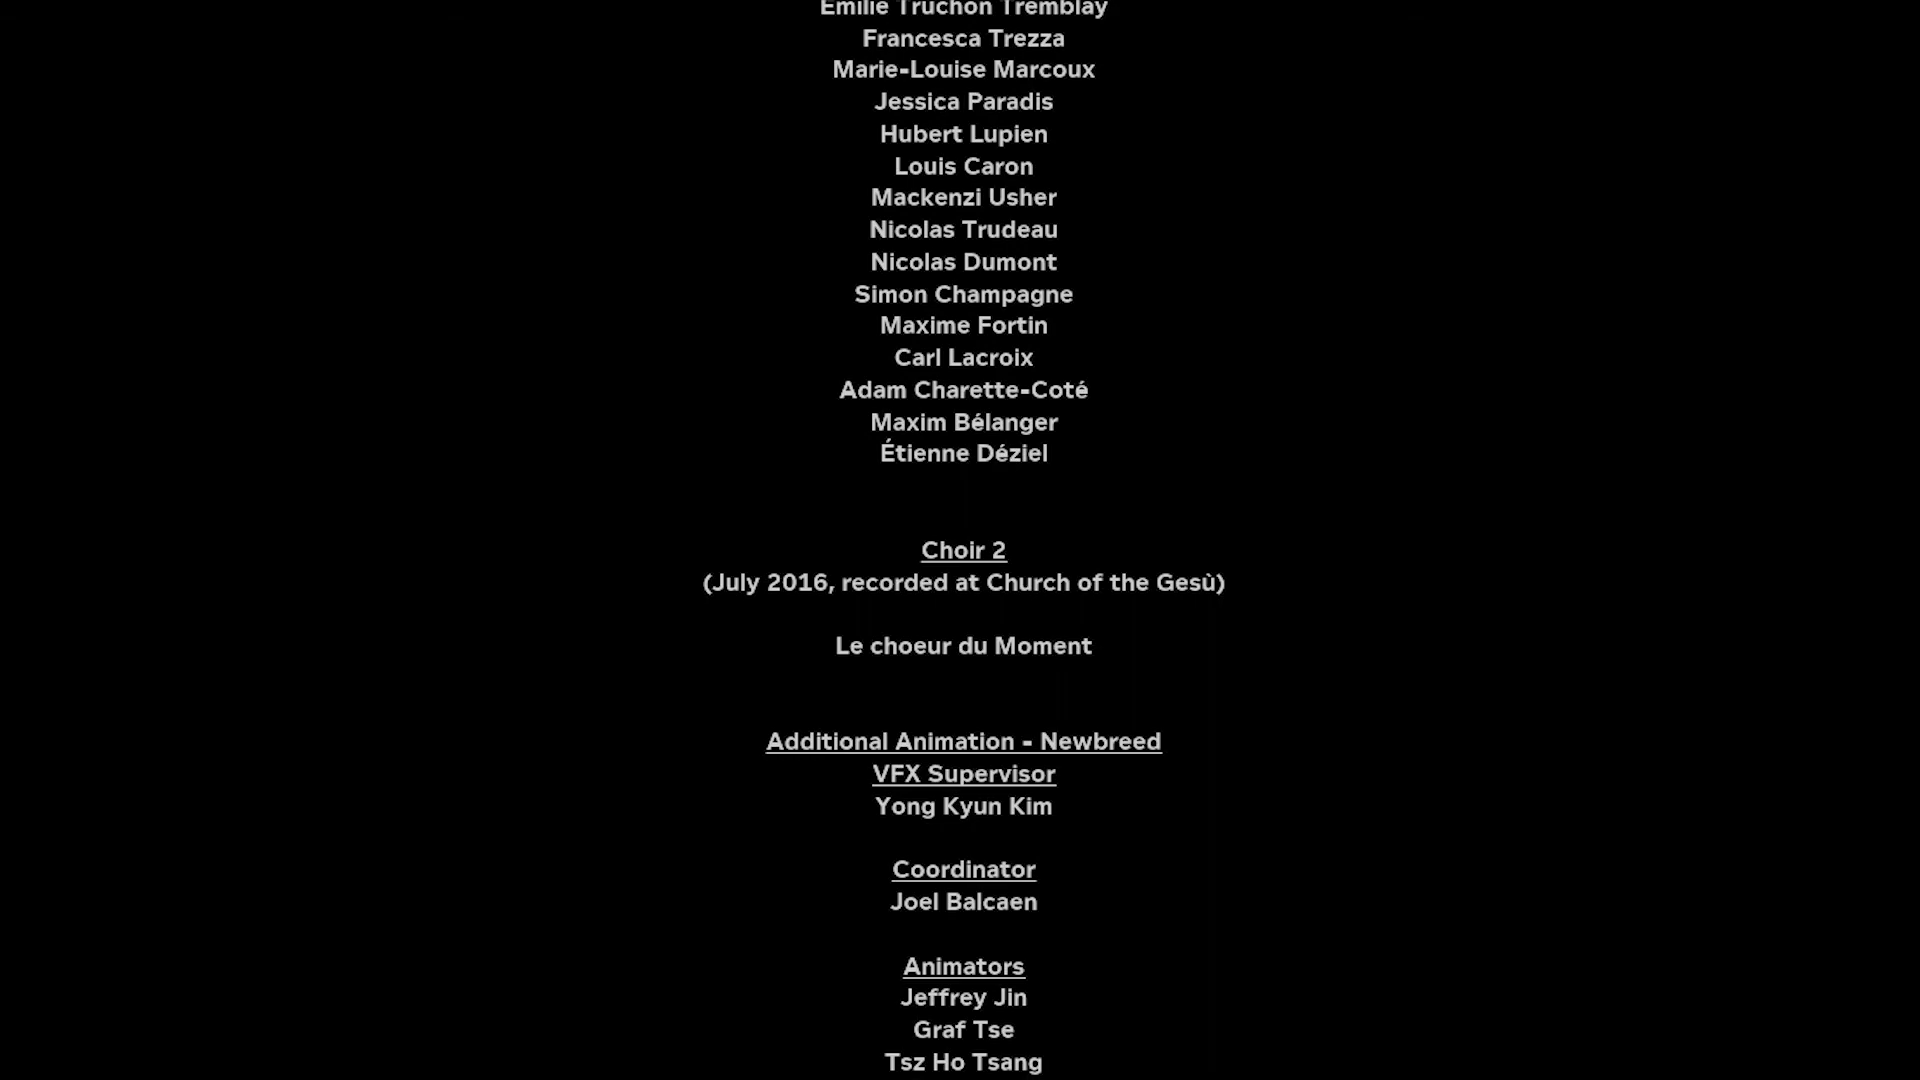 Emilie Truchon Tremblay
Francesca Trezza
Marie-Louise Marcoux
Jessica Paradis
Hubert Lupien
Louis Caron
Mackenzi Usher
Nicolas Trudeau
Nicolas Dumont
Simon Champagne
Maxime Fortin
Carl Lacroix
Adam Charette-Coté
Maxim Bélanger
Étienne Déziel
Choir 2
(July 2016, recorded at Church of the Gesù)
Le choeur du Moment
Additional Animation - Newbreed
VFX Supervisor
Yong Kyun Kim
Coordinator
Joel Balcaen
Animators
Jeffrey Jin
Graf Tse
Tsz Ho Tsang